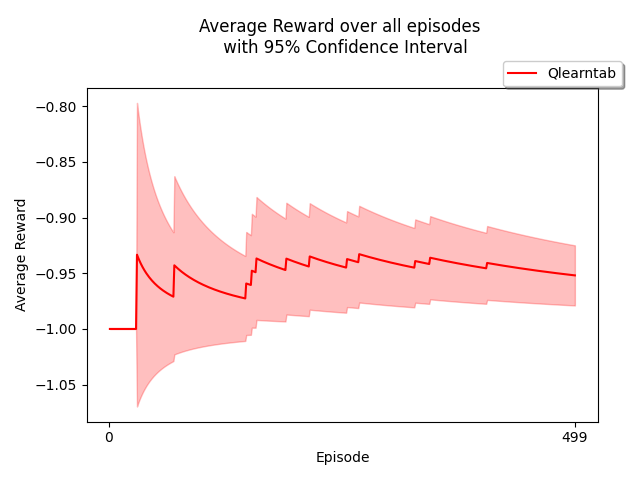 Average Reward over all episodes
with 95% Confidence Interval
Qlearntab
−0.80
−0.85
−0.90
−0.95
−1.00
−1.05
Average Reward
0
499
Episode